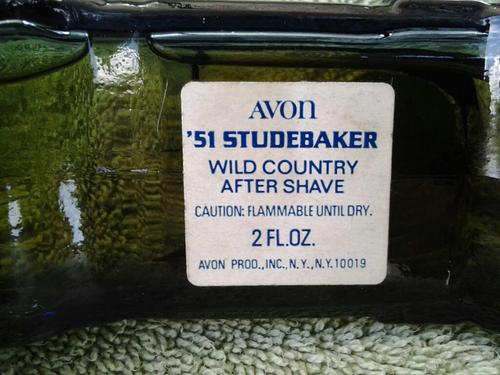 AVON
'51 STUDEBAKER
WILD COUNTRY
AFTER SHAVE
CAUTION: FLAMMABLE UNTIL DRY.
2 FL.OZ.
AVON PROD., INC., N.Y., N.Y. 10019